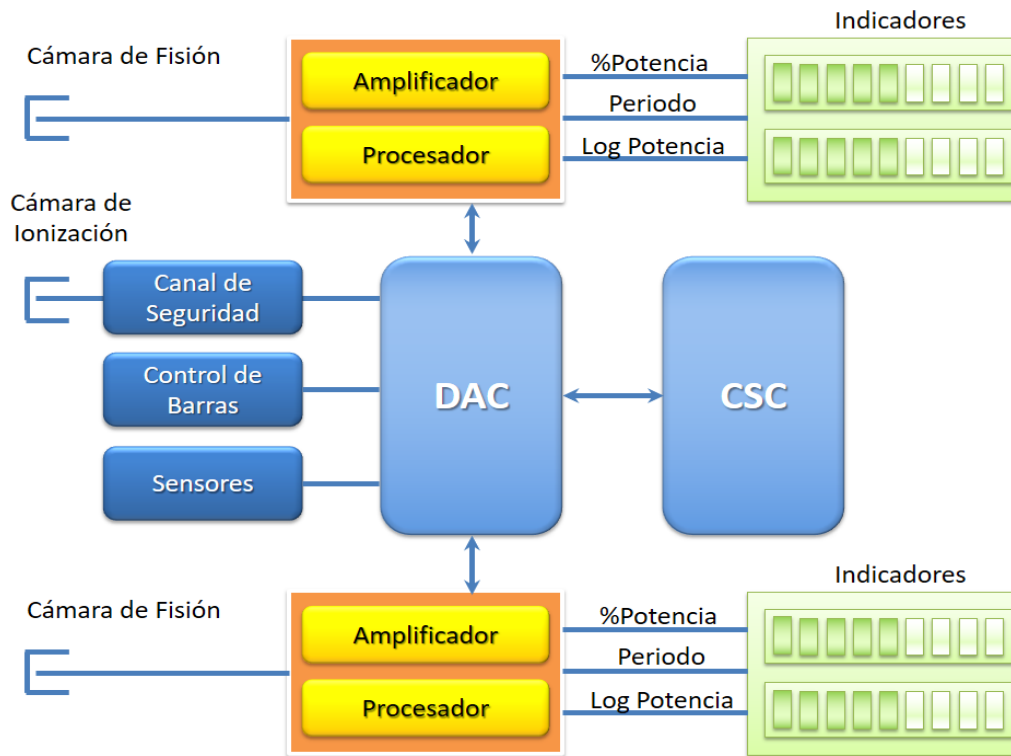 Indicadores
Cámara de Fisión
Amplificador
Procesador
%Potencia
Periodo
Log Potencia
Cámara de
Ionización
Canal de
Seguridad
Control de
Barras
Sensores
DAC
CSC
Indicadores
Cámara de Fisión
Amplificador
Procesador
%Potencia
Periodo
Log Potencia